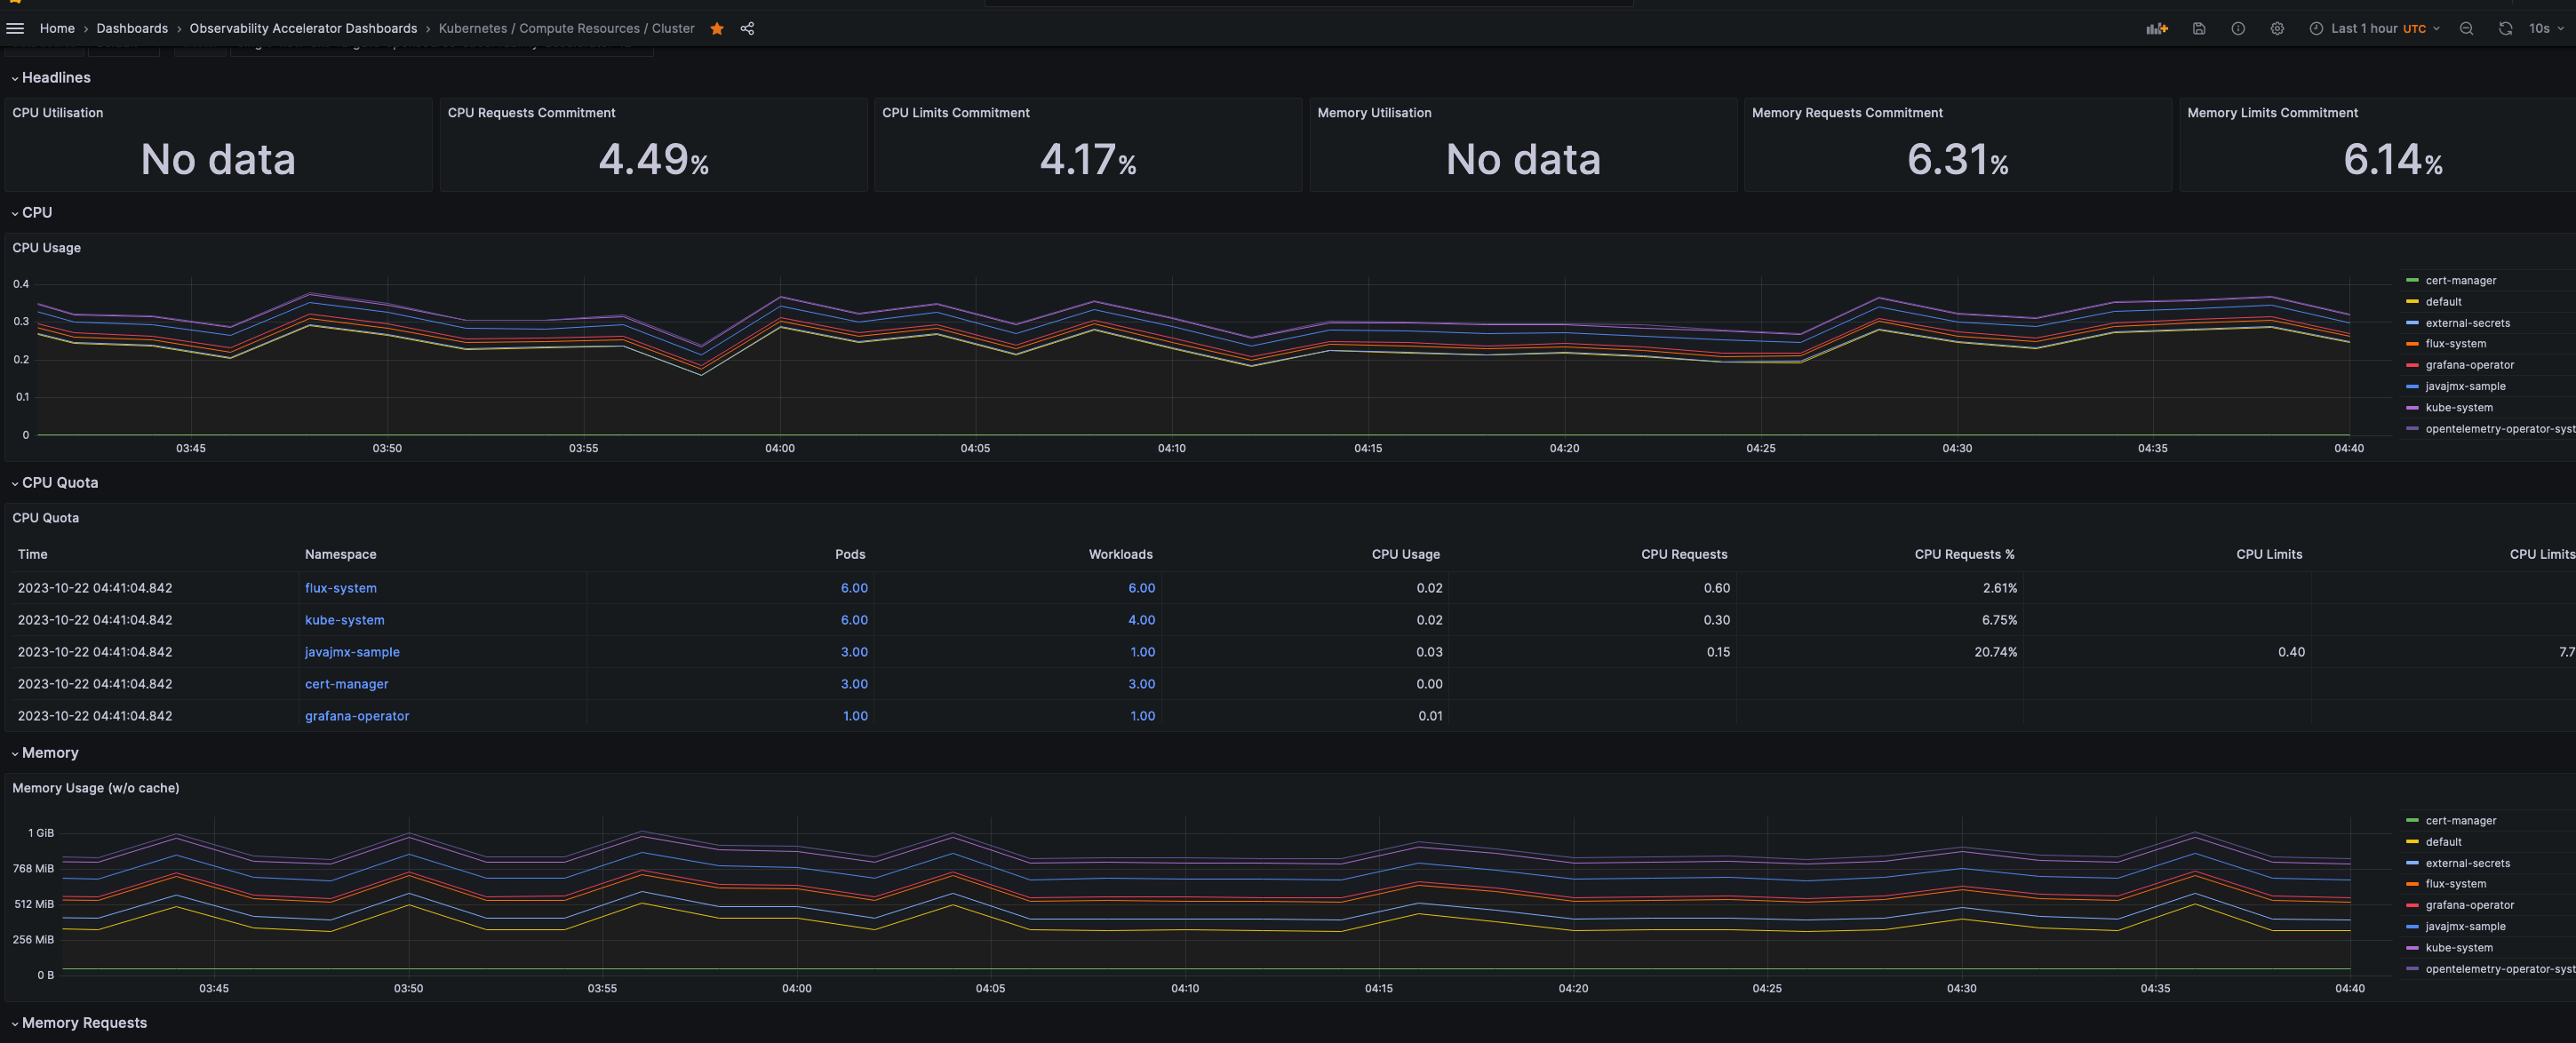 Home › Dashboards › Observability Accelerator Dashboards › Kubernetes / Compute Resources / Cluster
Last 1 hour UTC
10s
Headlines
CPU Utilisation
No data
CPU Requests Commitment
4.49%
CPU Limits Commitment
4.17%
Memory Utilisation
No data
Memory Requests Commitment
6.31%
Memory Limits Commitment
6.14%
CPU
CPU Usage
0.4
0.3
0.2
0.1
0
03:45 03:50 03:55 04:00 04:05 04:10 04:15 04:20 04:25 04:30 04:35 04:40
cert-manager
default
external-secrets
flux-system
grafana-operator
javajmx-sample
kube-system
opentelemetry-operator-syst
CPU Quota
CPU Quota
Time Namespace Pods Workloads CPU Usage CPU Requests CPU Requests % CPU Limits CPU Limits
2023-10-22 04:41:04.842 flux-system 6.00 6.00 0.02 0.60 2.61%
2023-10-22 04:41:04.842 kube-system 6.00 4.00 0.02 0.30 6.75%
2023-10-22 04:41:04.842 javajmx-sample 3.00 1.00 0.03 0.15 20.74% 0.40 7.7
2023-10-22 04:41:04.842 cert-manager 3.00 3.00 0.00
2023-10-22 04:41:04.842 grafana-operator 1.00 1.00 0.01
Memory
Memory Usage (w/o cache)
1 GiB
768 MiB
512 MiB
256 MiB
0 B
03:45 03:50 03:55 04:00 04:05 04:10 04:15 04:20 04:25 04:30 04:35 04:40
cert-manager
default
external-secrets
flux-system
grafana-operator
javajmx-sample
kube-system
opentelemetry-operator-syst
Memory Requests